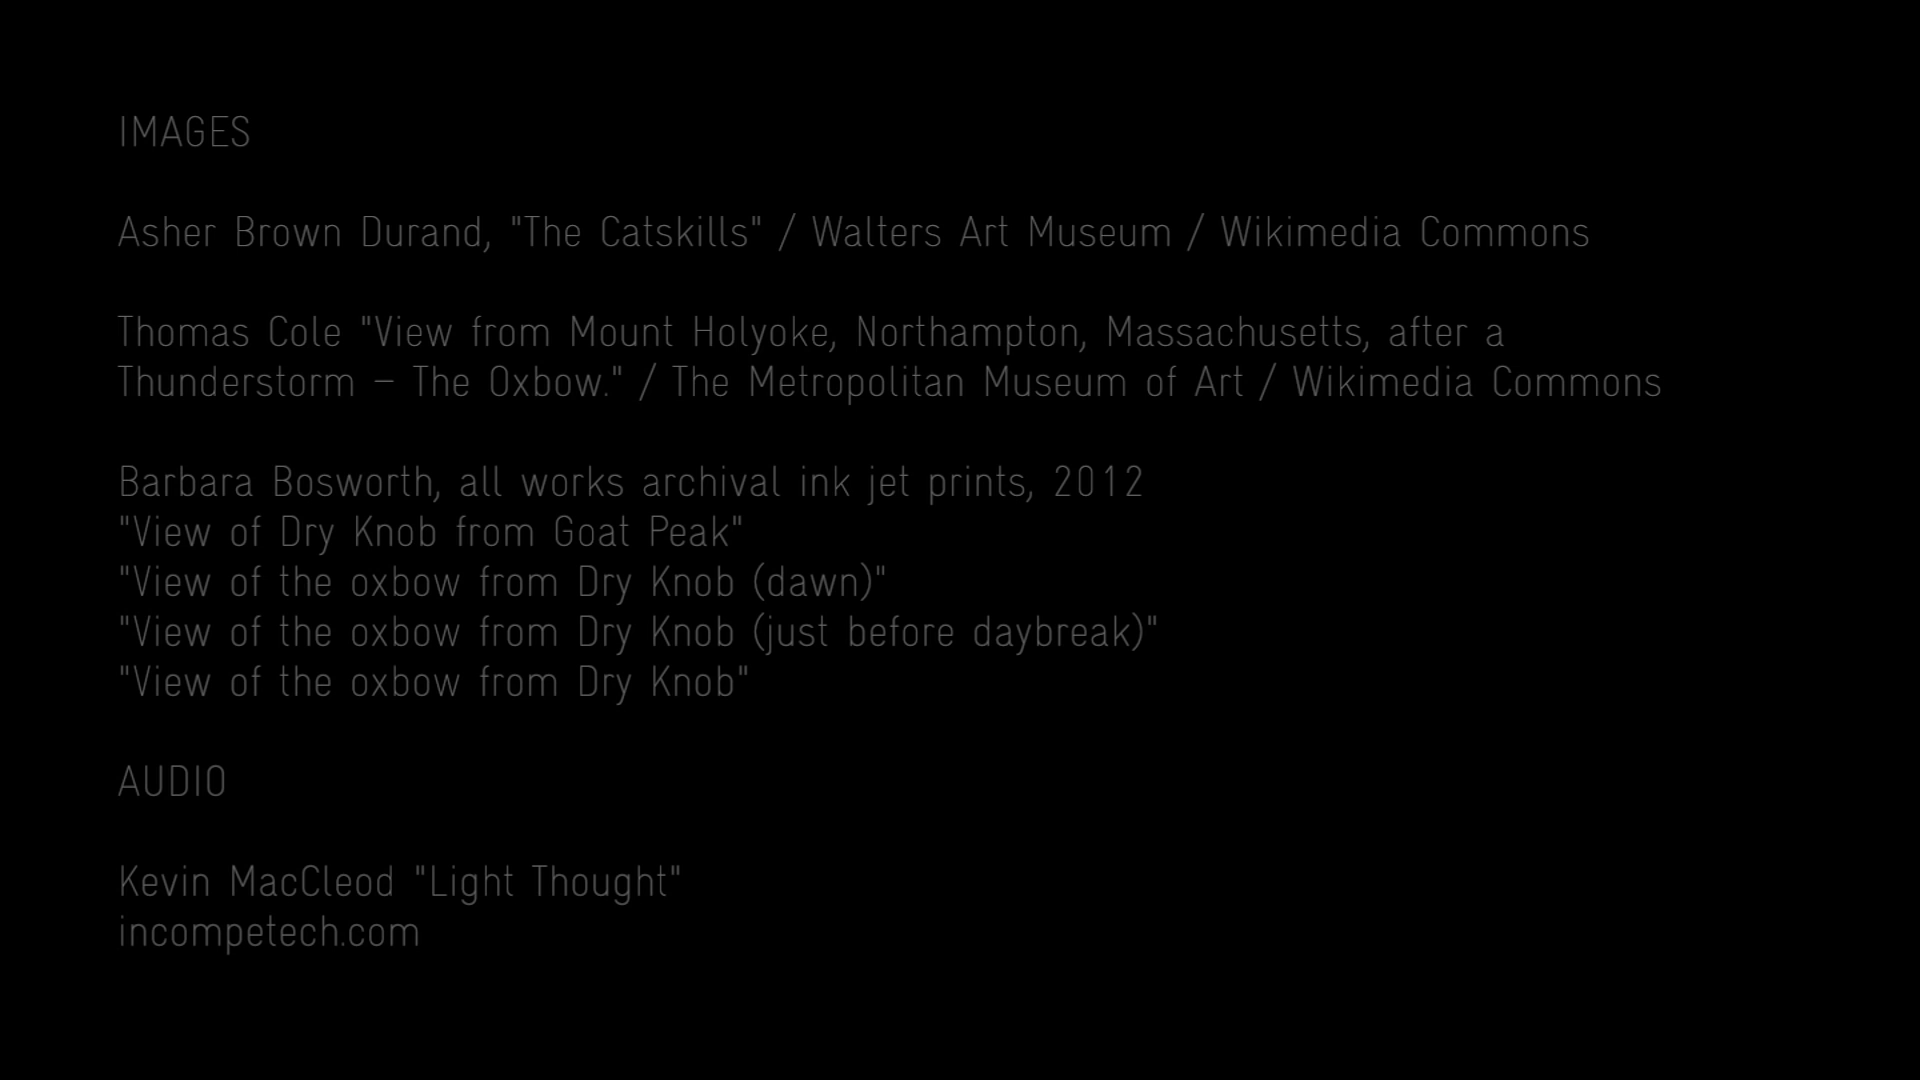 IMAGES
Asher Brown Durand, "The Catskills" / Walters Art Museum / Wikimedia Commons
Thomas Cole "View from Mount Holyoke, Northampton, Massachusetts, after a
Thunderstorm – The Oxbow." / The Metropolitan Museum of Art / Wikimedia Commons
Barbara Bosworth, all works archival ink jet prints, 2012
"View of Dry Knob from Goat Peak"
"View of the oxbow from Dry Knob (dawn)"
"View of the oxbow from Dry Knob (just before daybreak)"
"View of the oxbow from Dry Knob"
AUDIO
Kevin MacCleod "Light Thought"
incompetech.com